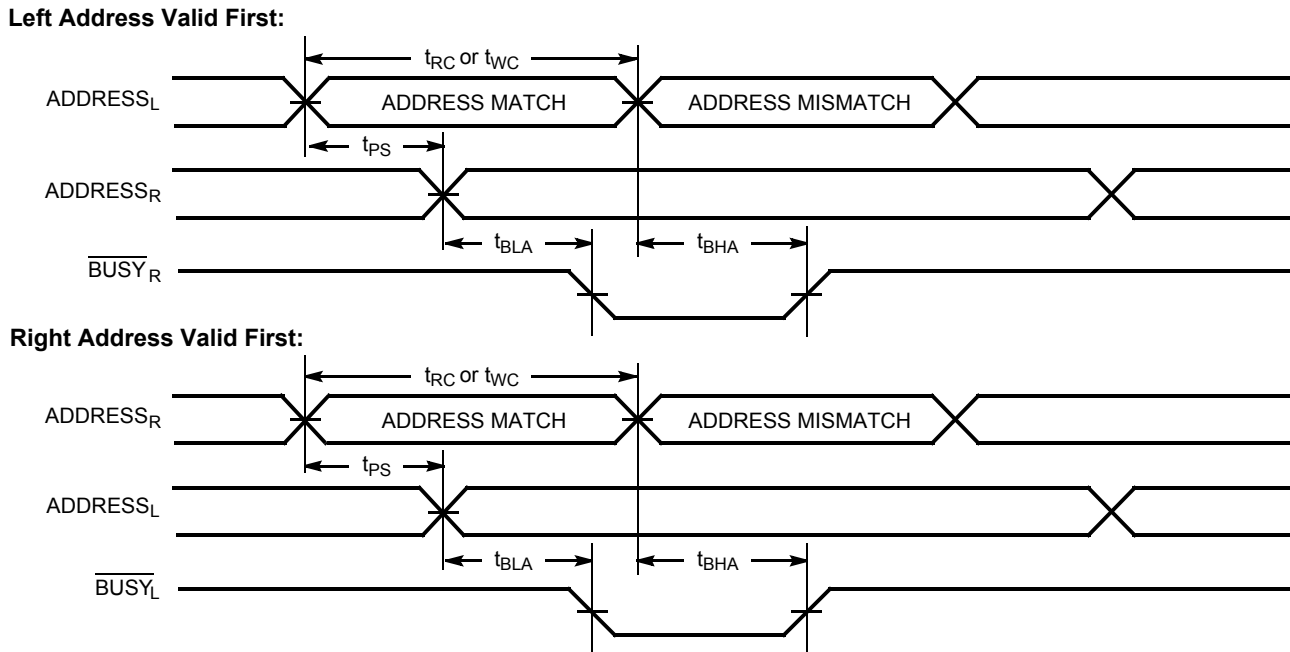 Left Address Valid First:
tRC or tWC
ADDRESSL
ADDRESS MATCH
ADDRESS MISMATCH
tPS
ADDRESSR
tBLA
tBHA
BUSYR
Right Address Valid First:
tRC or tWC
ADDRESSR
ADDRESS MATCH
ADDRESS MISMATCH
tPS
ADDRESSL
tBLA
tBHA
BUSYL